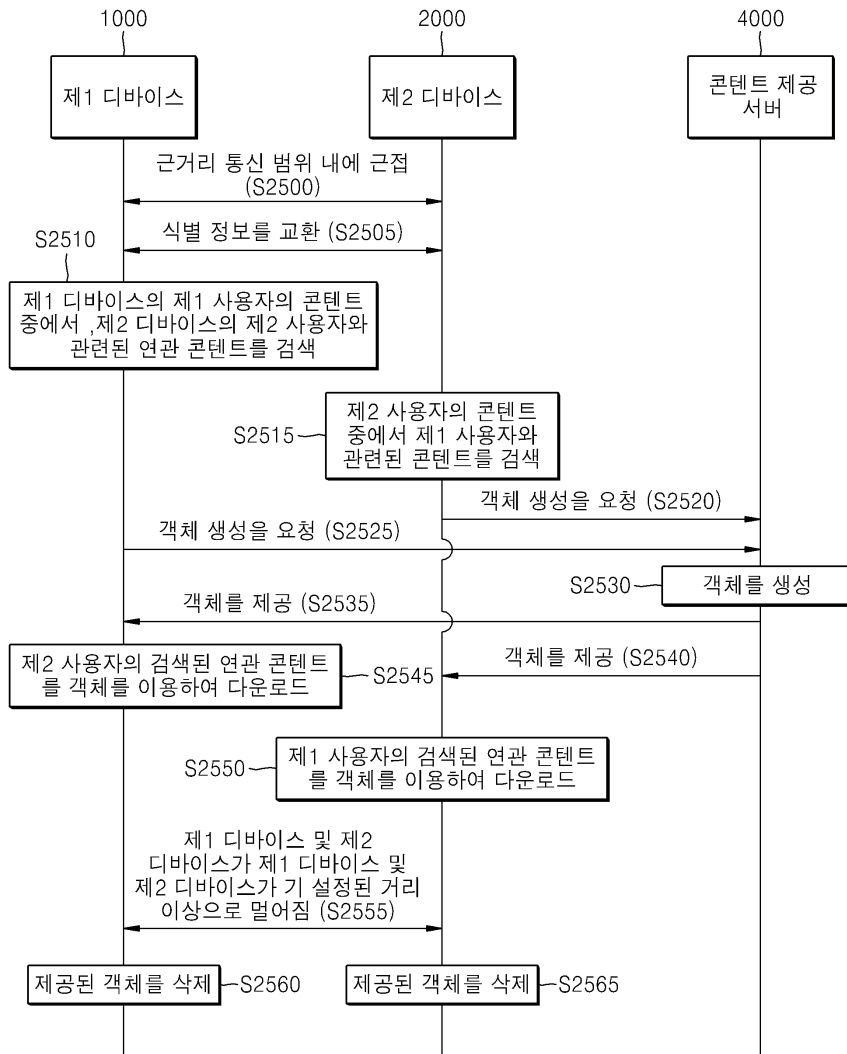 1000
2000
4000
제1 디바이스
제2 디바이스
콘텐트 제공
서버
근거리 통신 범위 내에 근접
(S2500)
식별 정보를 교환 (S2505)
S2510
제1 디바이스의 제1 사용자의 콘텐트
중에서 ,제2 디바이스의 제2 사용자와
관련된 연관 콘텐트를 검색
S2515
제2 사용자의 콘텐트
중에서 제1 사용자와
관련된 콘텐트를 검색
객체 생성을 요청 (S2520)
객체 생성을 요청 (S2525)
S2530
객체를 생성
객체를 제공 (S2535)
객체를 제공 (S2540)
제2 사용자의 검색된 연관 콘텐트
를 객체를 이용하여 다운로드
S2545
S2550
제1 사용자의 검색된 연관 콘텐트
를 객체를 이용하여 다운로드
제1 디바이스 및 제2
디바이스가 제1 디바이스 및
제2 디바이스가 기 설정된 거리
이상으로 멀어짐 (S2555)
제공된 객체를 삭제
S2560
제공된 객체를 삭제
S2565